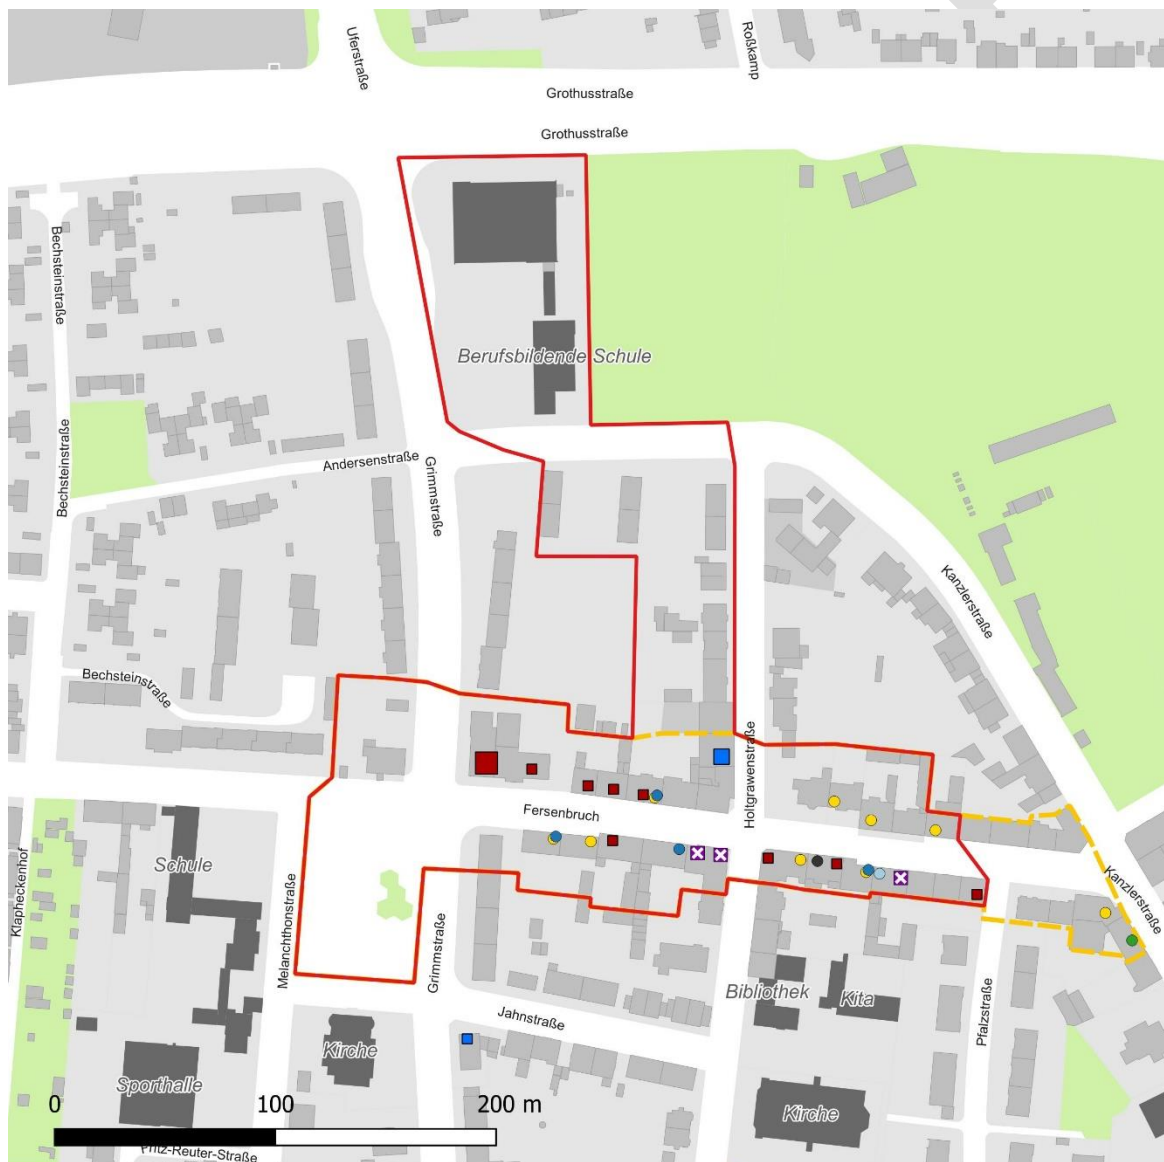 Uferstraße
Roßkamp
Grothusstraße
Grothusstraße
Bechsteinstraße
Berufsbildende Schule
Bechsteinstraße
Andersenstraße
Grimmstraße
Kanzlerstraße
Bechsteinstraße
Holtgrawenstraße
Fersenbruch
Schule
Klapheckenhof
Melanchthonstraße
Grimmstraße
Kanzlerstraße
Bibliothek
Kita
Pfalzstraße
Jahnstraße
Kirche
Sporthalle
Kirche
0 100 200 m
Fritz-Reuter-Straße